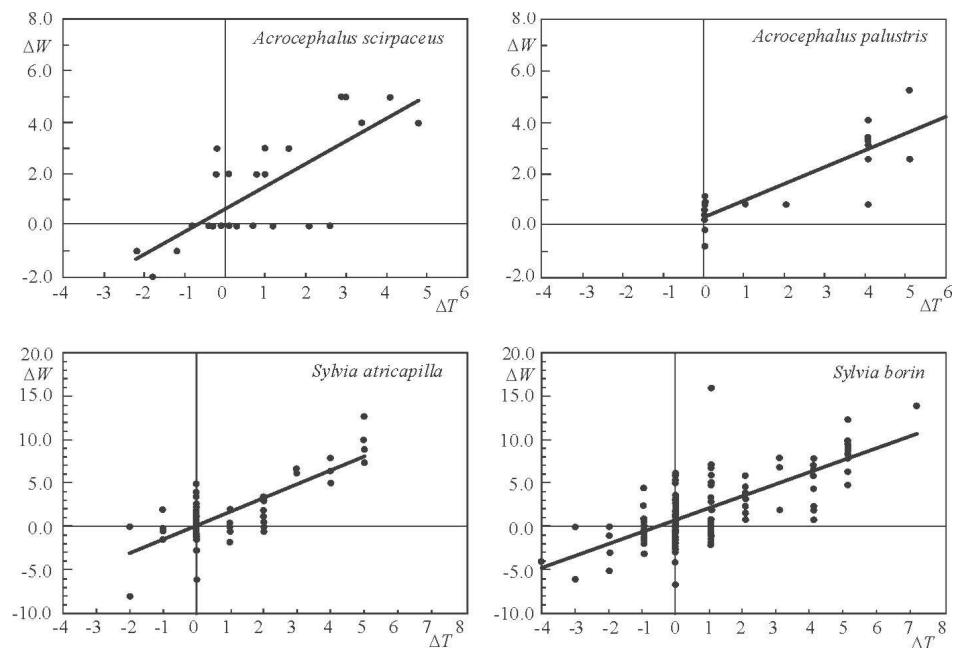 8.0
ΔW
Acrocephalus scirpaceus
6.0
4.0
2.0
0.0
-2.0
-4 -3 -2 -1 0 1 2 3 4 5 6
ΔT
8.0
ΔW
Acrocephalus palustris
6.0
4.0
2.0
0.0
-2.0
-4 -3 -2 -1 0 1 2 3 4 5 6
ΔT
20.0
ΔW
Sylvia atricapilla
15.0
10.0
5.0
0.0
-5.0
-10.0
-4 -3 -2 -1 0 1 2 3 4 5 6 7 8
ΔT
20.0
ΔW
Sylvia borin
15.0
10.0
5.0
0.0
-5.0
-10.0
-4 -3 -2 -1 0 1 2 3 4 5 6 7 8
ΔT